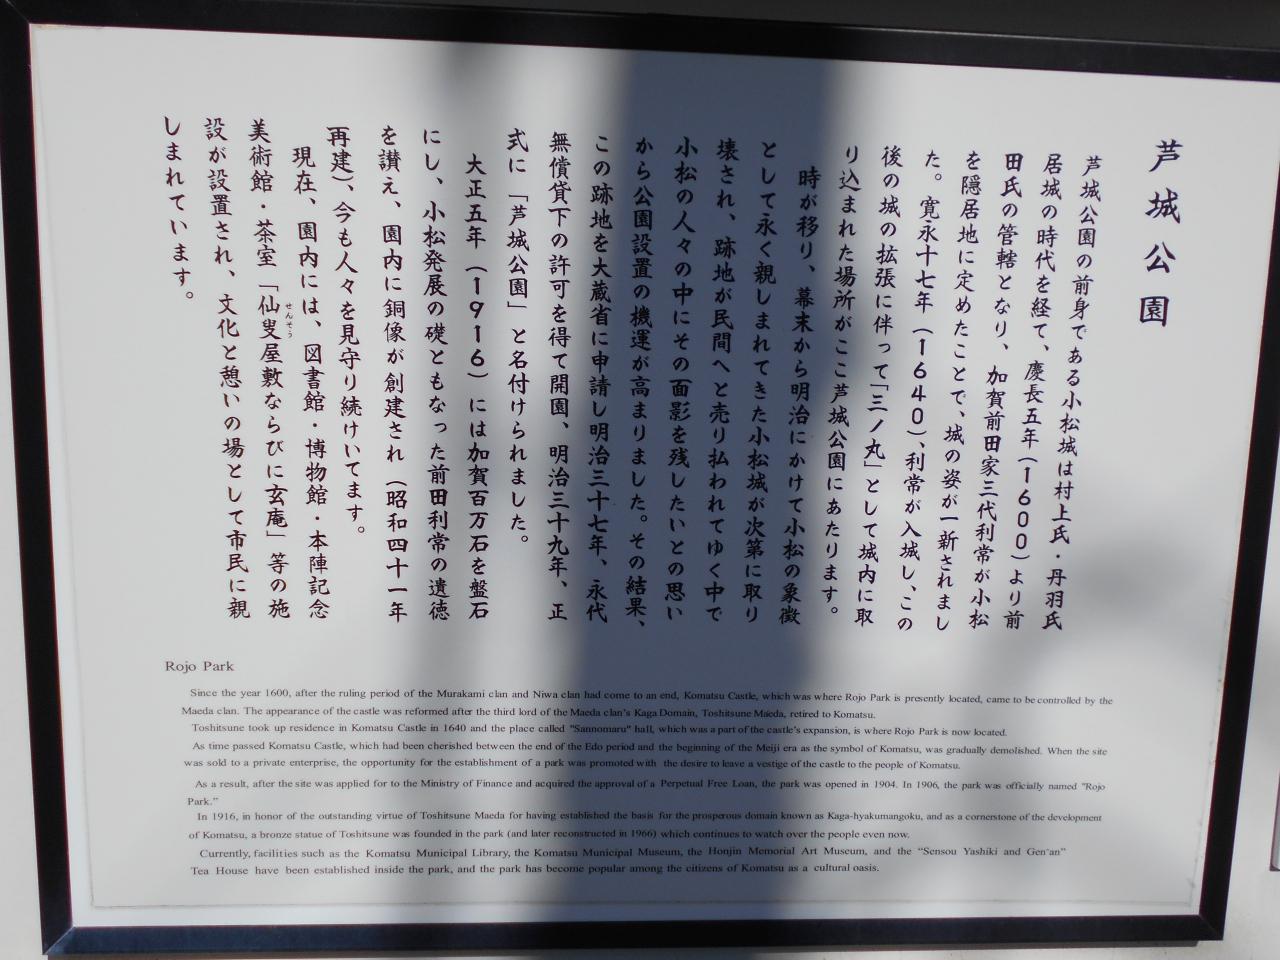 芦城公園
芦城公園の前身である小松城は村上氏・丹羽氏
居城の時代を経て、慶長五年(1600)より前
田氏の管轄となり、加賀前田家三代利常が小松
を隠居地に定めたことで、城の姿が一新されまし
た。寛永十七年(1640)、利常が入城し、この
後の城の拡張に伴って「三ノ丸」として城内に取
り込まれた場所がここ芦城公園にあたります。
時が移り、幕末から明治にかけて小松の象徴
として永く親しまれてきた小松城が次第に取り
壊され、跡地が民間へと売り払われてゆく中で
小松の人々の中にその面影を残したいとの思い
から公園設置の機運が高まりました。その結果、
この跡地を大蔵省に申請し明治三十七年、永代
無償貸下の許可を得て開園、明治三十九年、正
式に「芦城公園」と名付けられました。
大正五年(1916)には加賀百万石を盤石
にし、小松発展の礎ともなった前田利常の遺徳
を讃え、園内に銅像が創建され(昭和四十一年
再建)、今も人々を見守り続けいてます。
現在、園内には、図書館・博物館・本陣記念
美術館・茶室「仙叟屋敷ならびに玄庵」等の施
せんそう
設が設置され、文化と憩いの場として市民に親
しまれています。
Rojo Park
Since the year 1600, after the ruling period of the Murakami clan and Niwa clan had come to an end, Komatsu Castle, which was where Rojo Park is presently located, came to be controlled by the
Maeda clan. The appearance of the castle was reformed after the third lord of the Maeda clan's Kaga Domain, Toshitsune Maeda, retired to Komatsu.
Toshitsune took up residence in Komatsu Castle in 1640 and the place called "Sannomaru" hall, which was a part of the castle's expansion, is where Rojo Park is now located.
As time passed Komatsu Castle, which had been cherished between the end of the Edo period and the beginning of the Meiji era as the symbol of Komatsu, was gradually demolished. When the site
was sold to a private enterprise, the opportunity for the establishment of a park was promoted with the desire to leave a vestige of the castle to the people of Komatsu.
As a result, after the site was applied for to the Ministry of Finance and acquired the approval of a Perpetual Free Loan, the park was opened in 1904. In 1906, the park was officially named "Rojo
Park."
In 1916, in honor of the outstanding virtue of Toshitsune Maeda for having established the basis for the prosperous domain known as Kaga-hyakumangoku, and as a cornerstone of the development
of Komatsu, a bronze statue of Toshitsune was founded in the park (and later reconstructed in 1966) which continues to watch over the people even now.
Currently, facilities such as the Komatsu Municipal Library, the Komatsu Municipal Museum, the Honjin Memorial Art Museum, and the "Sensou Yashiki and Gen'an"
Tea House have been established inside the park, and the park has become popular among the citizens of Komatsu as a cultural oasis.